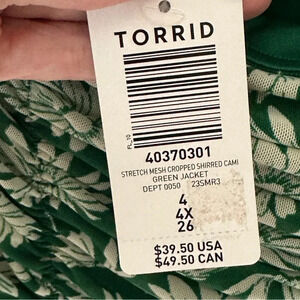 TORRID
FL_10
40370301
STRETCH MESH CROPPED SHIRRED CAMI
GREEN JACKET
DEPT 0050 23SMR3
4
4X
26
$39.50 USA
$49.50 CAN